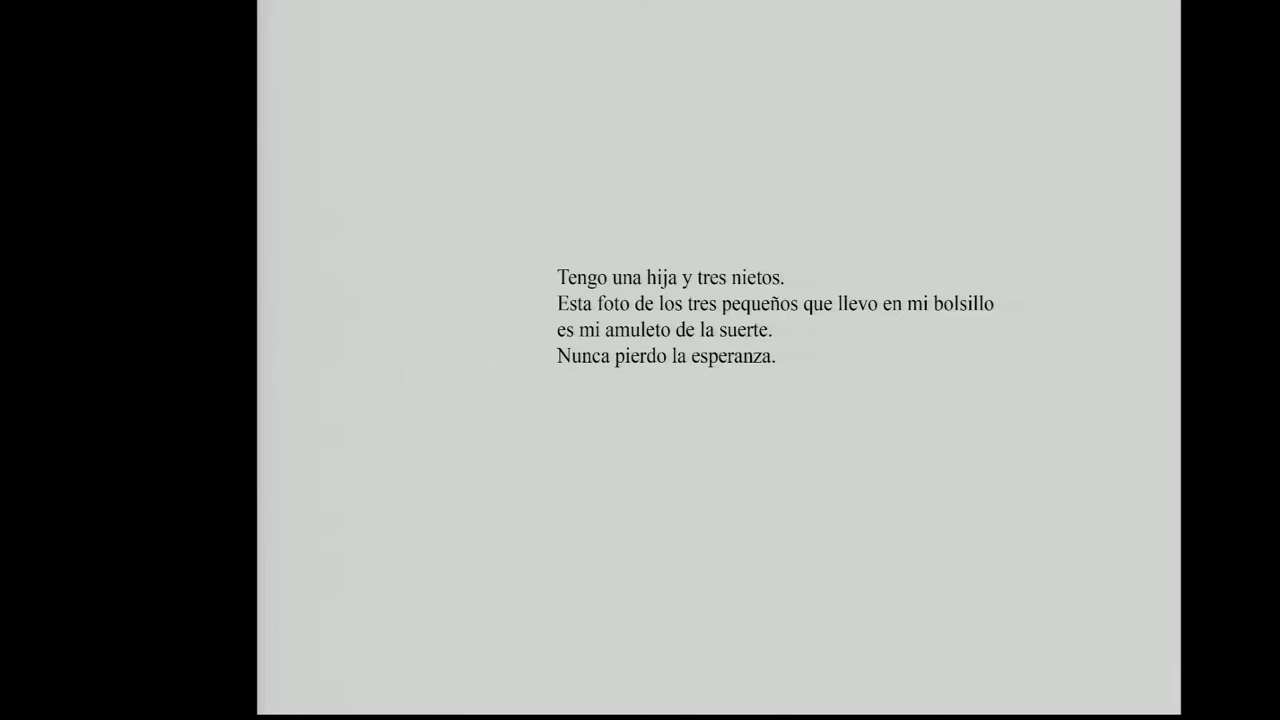 Tengo una hija y tres nietos.
Esta foto de los tres pequeños que llevo en mi bolsillo
es mi amuleto de la suerte.
Nunca pierdo la esperanza.